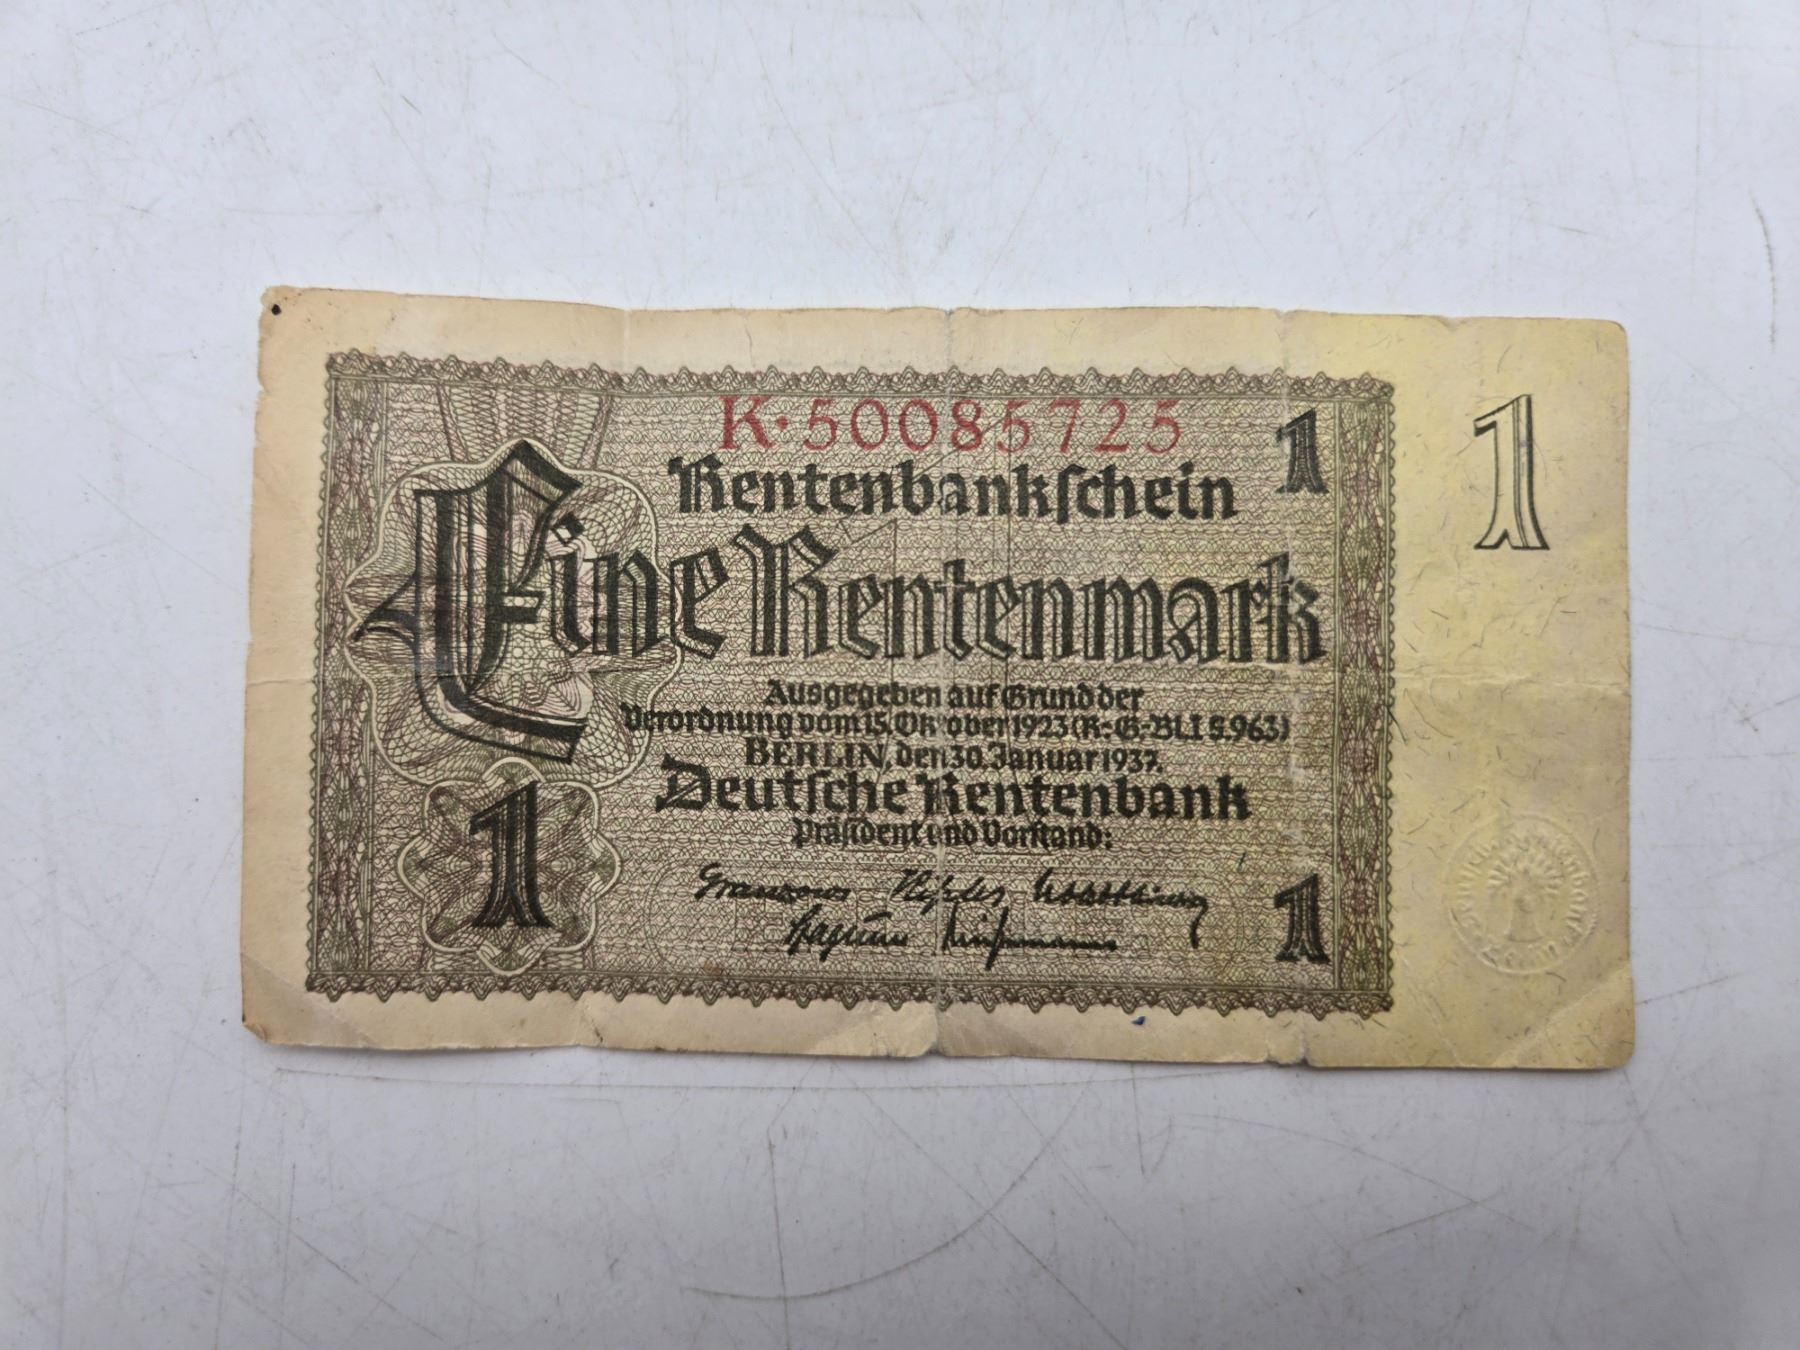 K·50085725
1
1
Rentenbankſchein
Eine Rentenmark
Ausgegeben auf Grund der
Verordnung vom 15. Oktober 1923 (R.-G.-Bl. I S. 963)
BERLIN, den 30. Januar 1937.
Deutſche Rentenbank
Präſident und Vorſtand:
1
1